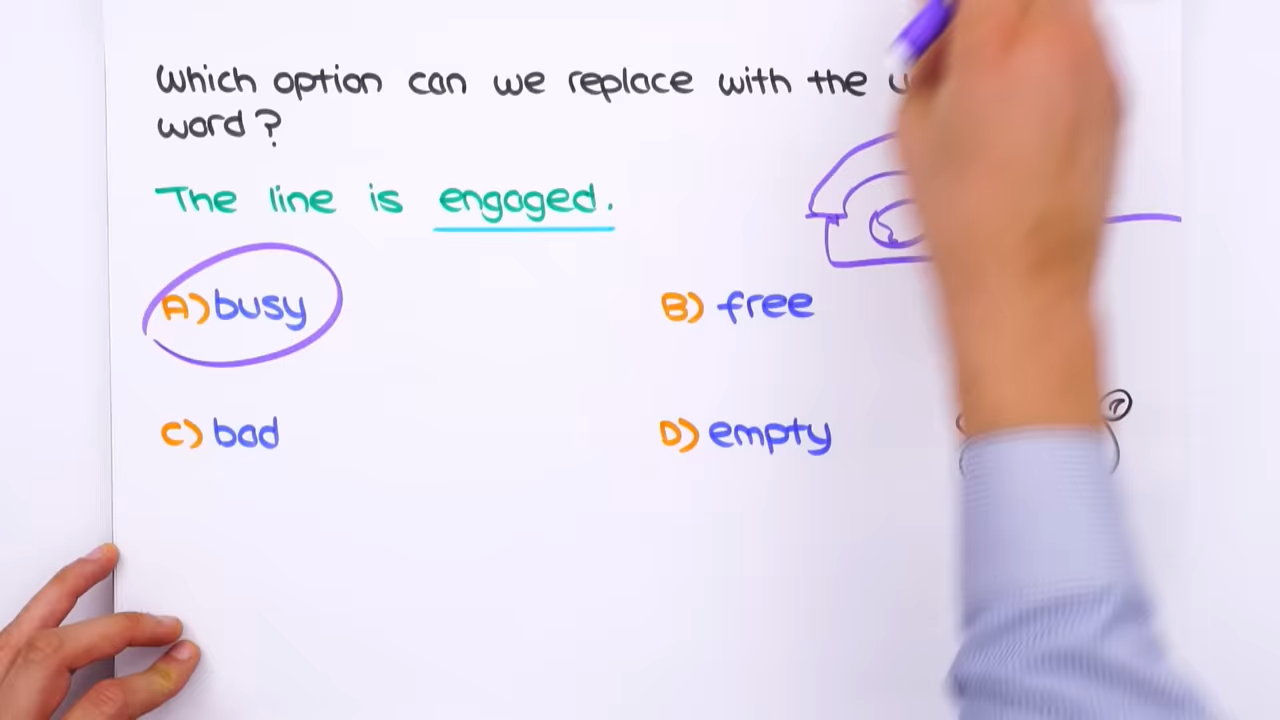 Which option can we replace with the
word?
The line is engaged.
A) busy
B) free
C) bad
D) empty